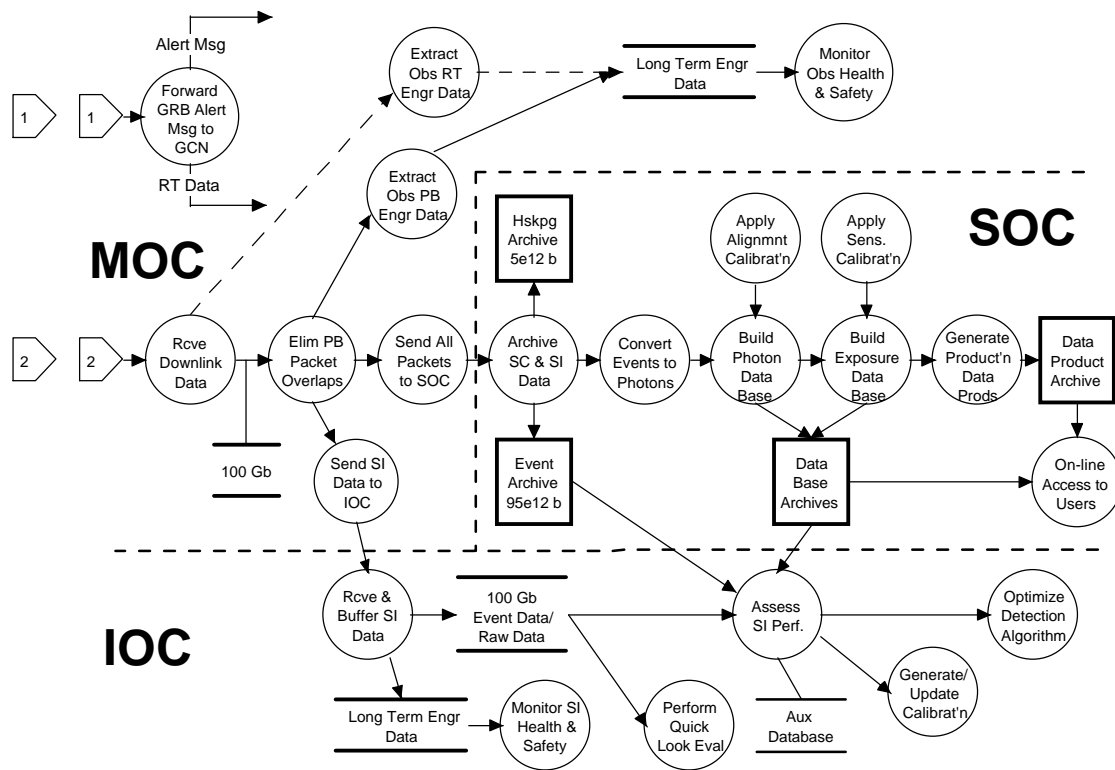 Alert Msg
1
1
Forward
GRB Alert
Msg to
GCN
RT Data
Extract
Obs RT
Engr Data
Long Term Engr
Data
Monitor
Obs Health
& Safety
Extract
Obs PB
Engr Data
MOC
SOC
Hskpg
Archive
5e12 b
Apply
Alignmnt
Calibrat'n
Apply
Sens.
Calibrat'n
2
2
Rcve
Downlink
Data
Elim PB
Packet
Overlaps
Send All
Packets
to SOC
Archive
SC & SI
Data
Convert
Events to
Photons
Build
Photon
Data
Base
Build
Exposure
Data
Base
Generate
Product'n
Data
Prods
Data
Product
Archive
100 Gb
Send SI
Data to
IOC
Event
Archive
95e12 b
Data
Base
Archives
On-line
Access to
Users
IOC
Rcve &
Buffer SI
Data
100 Gb
Event Data/
Raw Data
Assess
SI Perf.
Optimize
Detection
Algorithm
Long Term Engr
Data
Monitor SI
Health &
Safety
Perform
Quick
Look Eval
Aux
Database
Generate/
Update
Calibrat'n